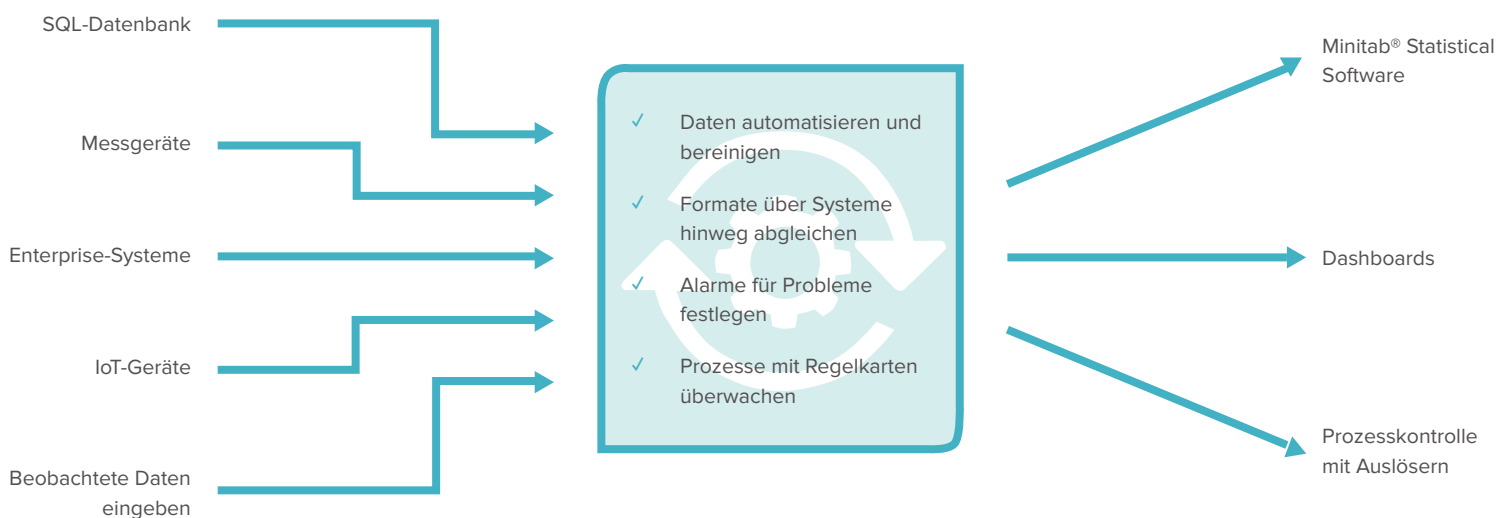 SQL-Datenbank
Messgeräte
Enterprise-Systeme
IoT-Geräte
Beobachtete Daten
eingeben
Daten automatisieren und
bereinigen
Formate über Systeme
hinweg abgleichen
Alarme für Probleme
festlegen
Prozesse mit Regelkarten
überwachen
Minitab® Statistical
Software
Dashboards
Prozesskontrolle
mit Auslösern